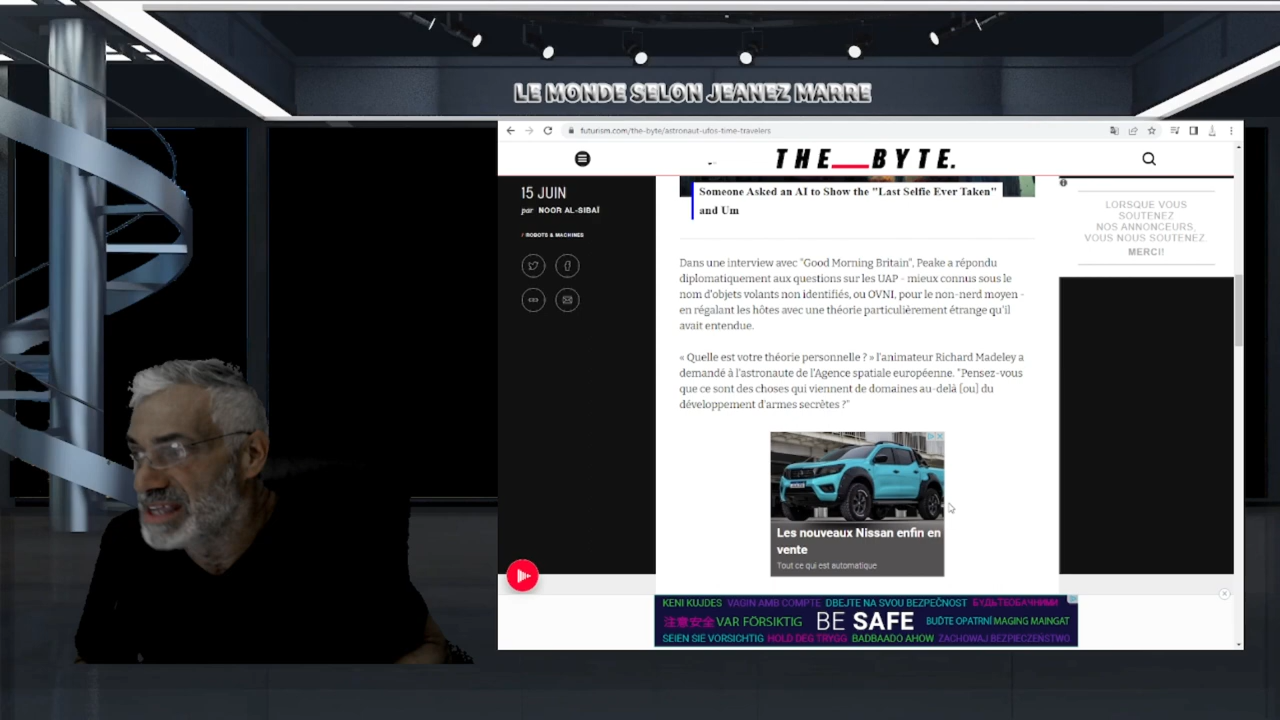 LE MONDE SELON JEANEZ MARRE
futurism.com/the-byte/astronaut-ufos-time-travelers
THE__BYTE.
15 JUIN
par NOOR AL-SIBAI
/ ROBOTS & MACHINES
Someone Asked an AI to Show the "Last Selfie Ever Taken"
and Um
Dans une interview avec "Good Morning Britain", Peake a répondu
diplomatiquement aux questions sur les UAP - mieux connus sous le
nom d'objets volants non identifiés, ou OVNI, pour le non-nerd moyen -
en régalant les hôtes avec une théorie particulièrement étrange qu'il
avait entendue.
« Quelle est votre théorie personnelle ? » l'animateur Richard Madeley a
demandé à l'astronaute de l'Agence spatiale européenne. "Pensez-vous
que ce sont des choses qui viennent de domaines au-delà [ou] du
développement d'armes secrètes ?"
LORSQUE VOUS
SOUTENEZ
NOS ANNONCEURS,
VOUS NOUS SOUTENEZ.
MERCI!
Les nouveaux Nissan enfin en
vente
Tout ce qui est automatique
KENI KUJDES VAGIN AMB COMPTE DBEJTE NA SVOU BEZPEČNOST БУДЬТЕ ОБАЧНИМИ
注意安全 VAR FÖRSIKTIG BE SAFE BUĎTE OPATRNÍ MAGING MAINGAT
SEIEN SIE VORSICHTIG HOLD DEG TRYGG BADBAADO AHOW ZACHOWAJ BEZPIECZEŃSTWO